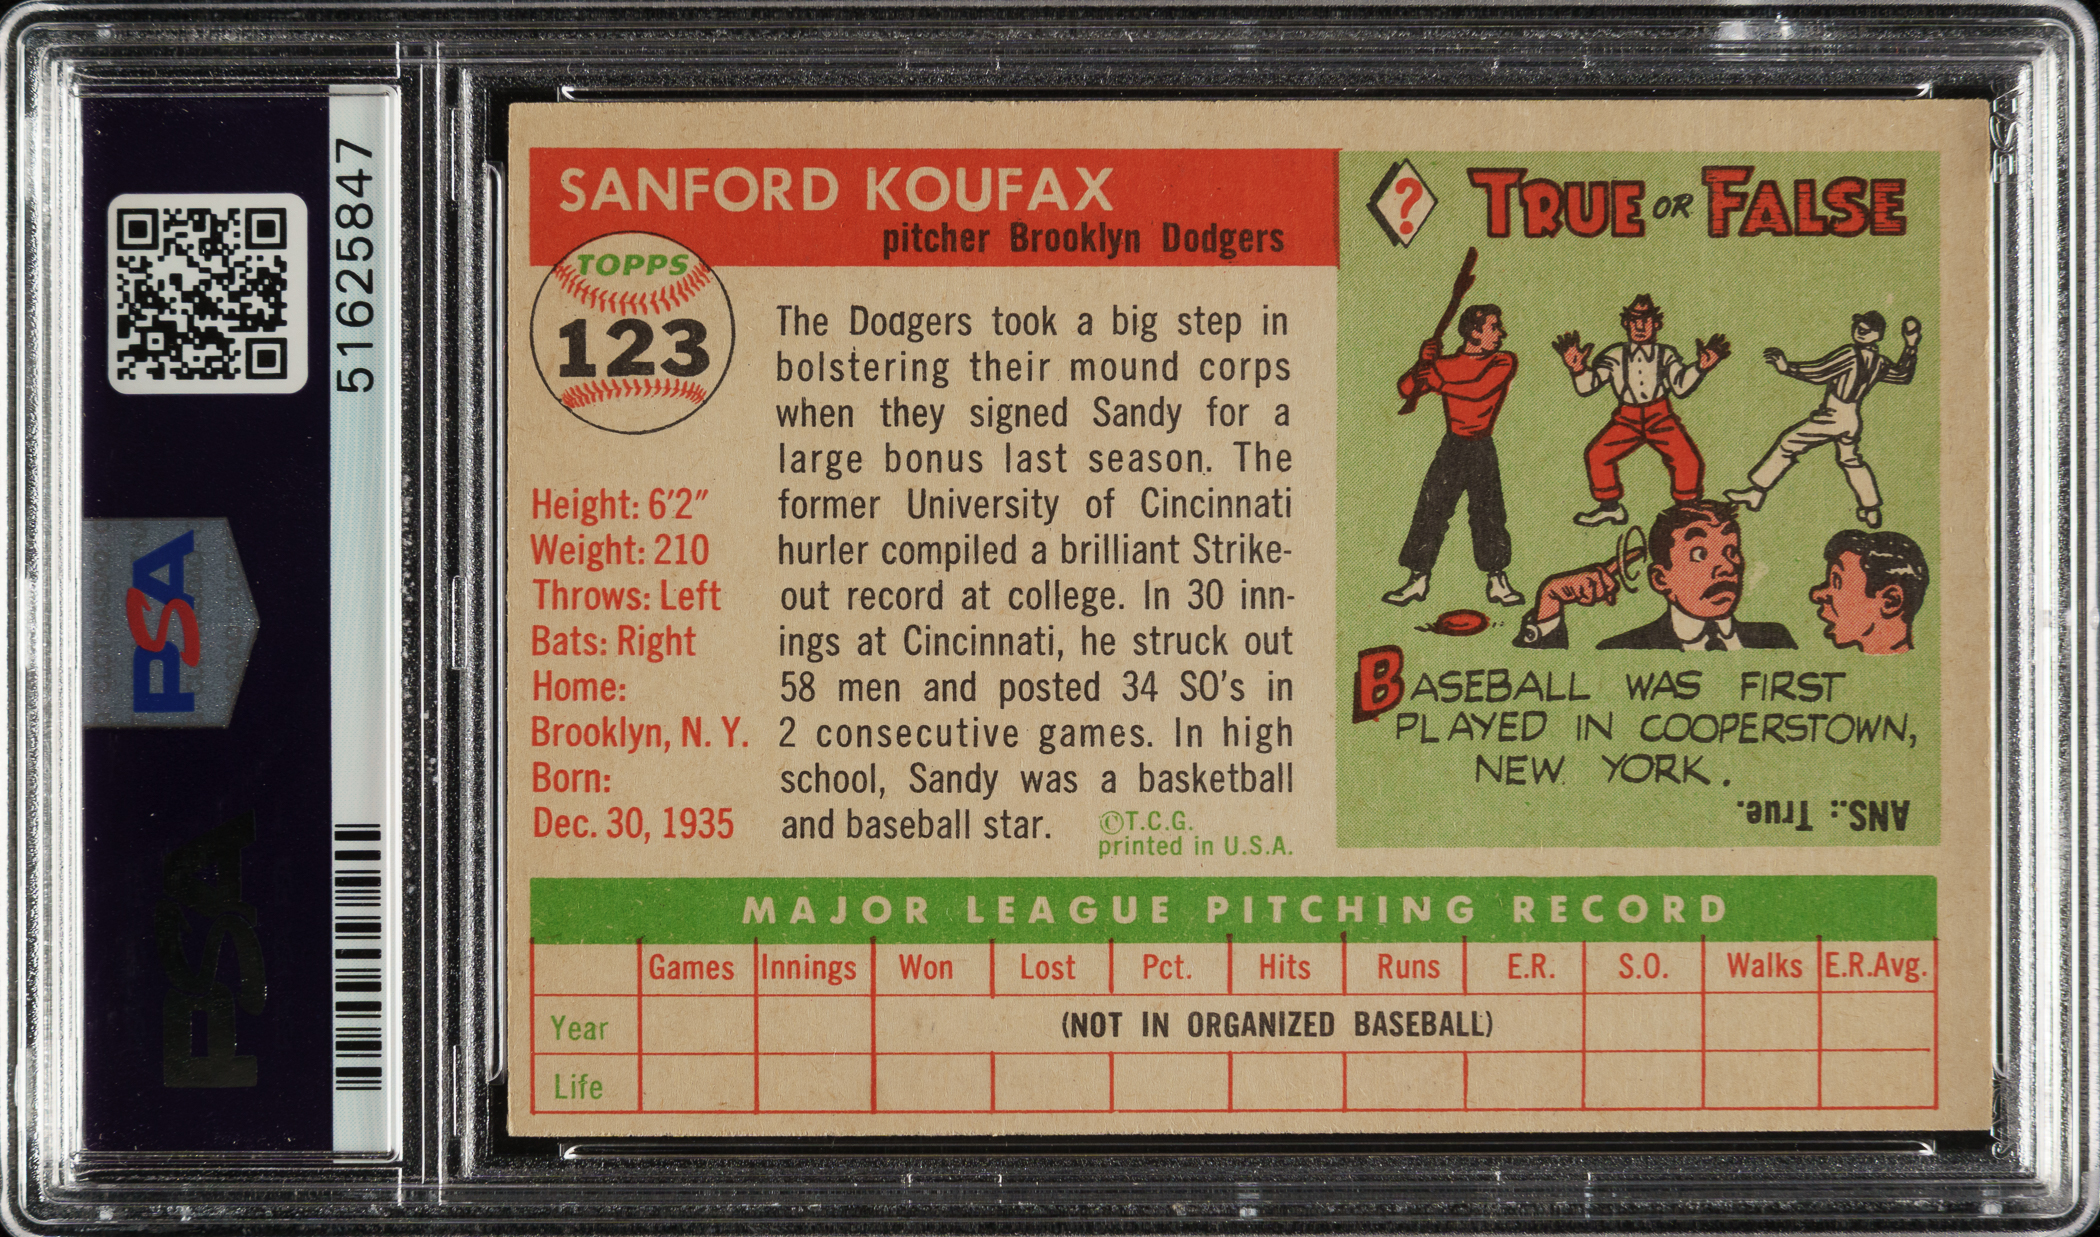 51625847
PSA
PSA
SANFORD KOUFAX
pitcher Brooklyn Dodgers
TOPPS
123
Height: 6'2"
Weight: 210
Throws: Left
Bats: Right
Home:
Brooklyn, N. Y.
Born:
Dec. 30, 1935
The Dodgers took a big step in
bolstering their mound corps
when they signed Sandy for a
large bonus last season. The
former University of Cincinnati
hurler compiled a brilliant Strike-
out record at college. In 30 inn-
ings at Cincinnati, he struck out
58 men and posted 34 SO's in
2 consecutive games. In high
school, Sandy was a basketball
and baseball star.
©T.C.G.
printed in U.S.A.
?
TRUE OR FALSE
BASEBALL WAS FIRST
PLAYED IN COOPERSTOWN,
NEW YORK.
ANS.: True.
MAJOR LEAGUE PITCHING RECORD
Games Innings Won Lost Pct. Hits Runs E.R. S.O. Walks E.R.Avg.
Year (NOT IN ORGANIZED BASEBALL)
Life